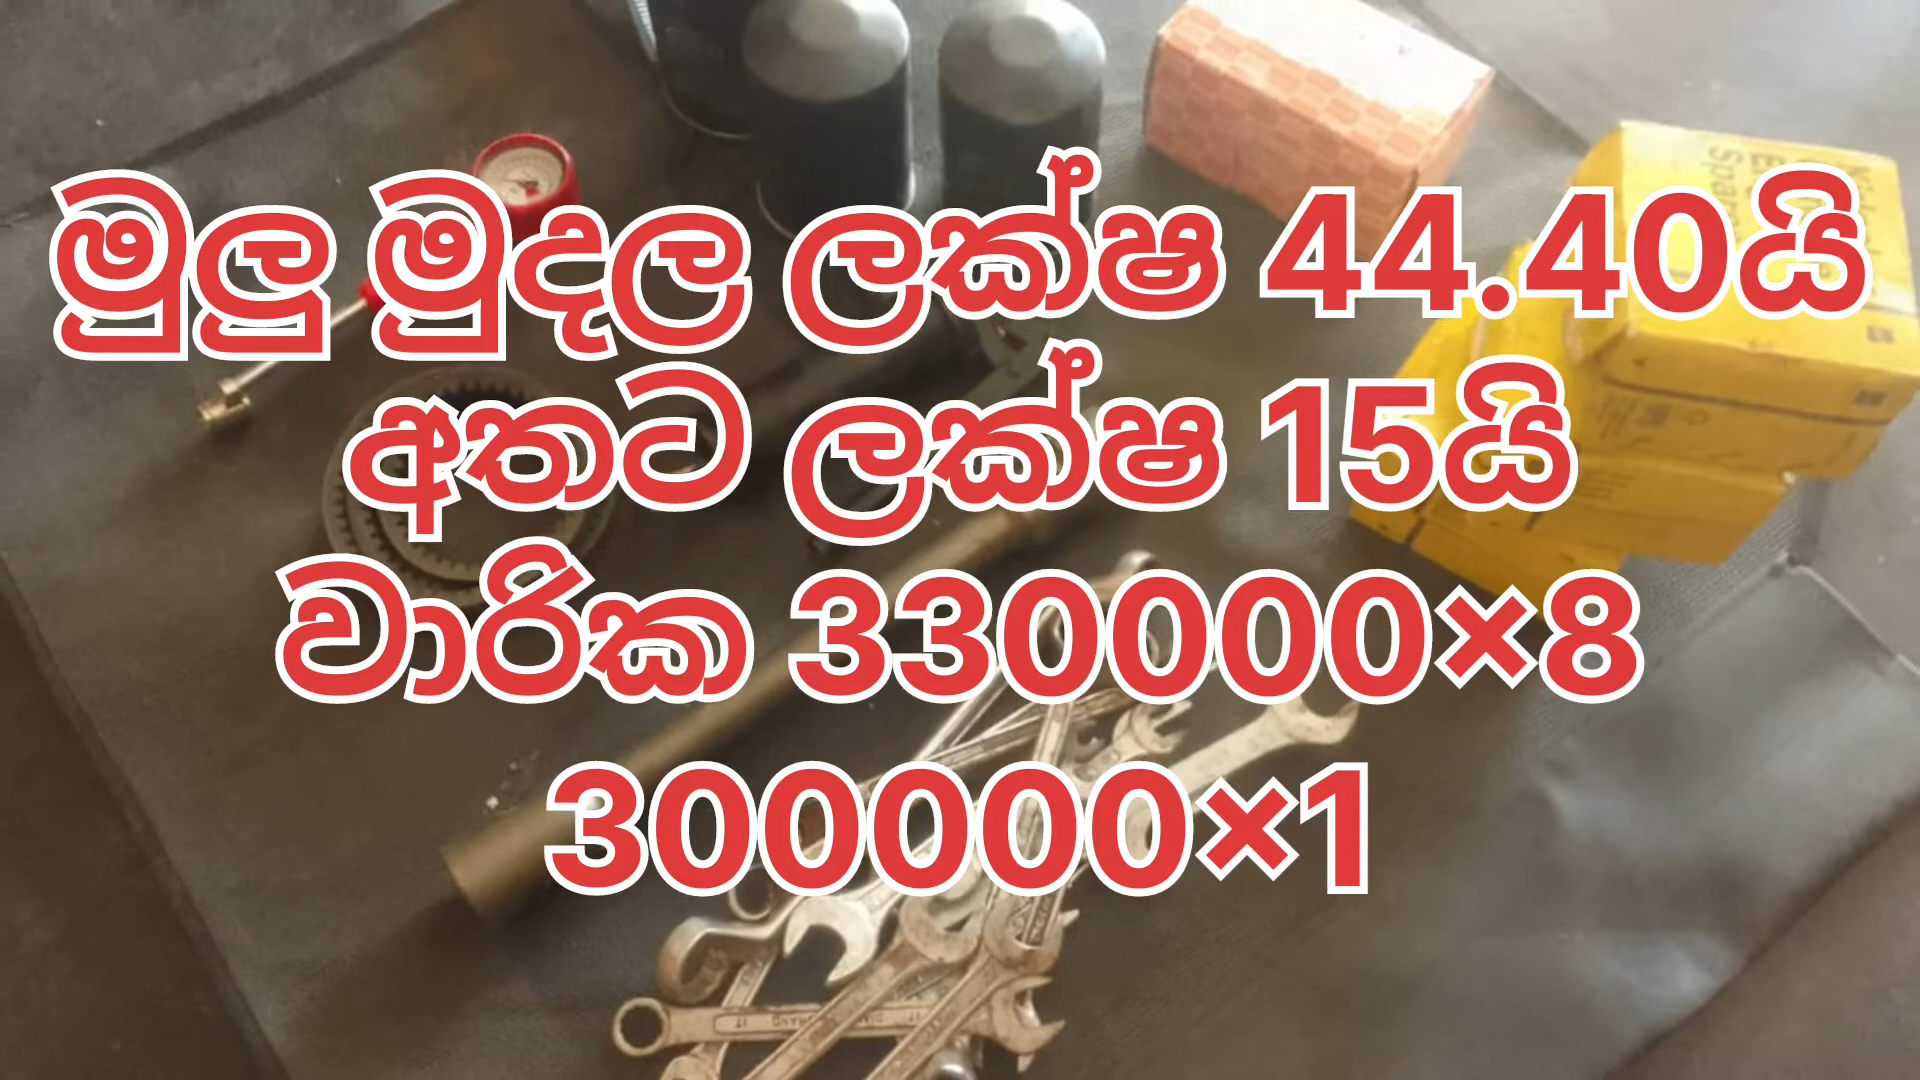 මුලු මුදල ලක්ෂ 44.40යි
අතට ලක්ෂ 15යි
වාරික 330000×8
300000×1